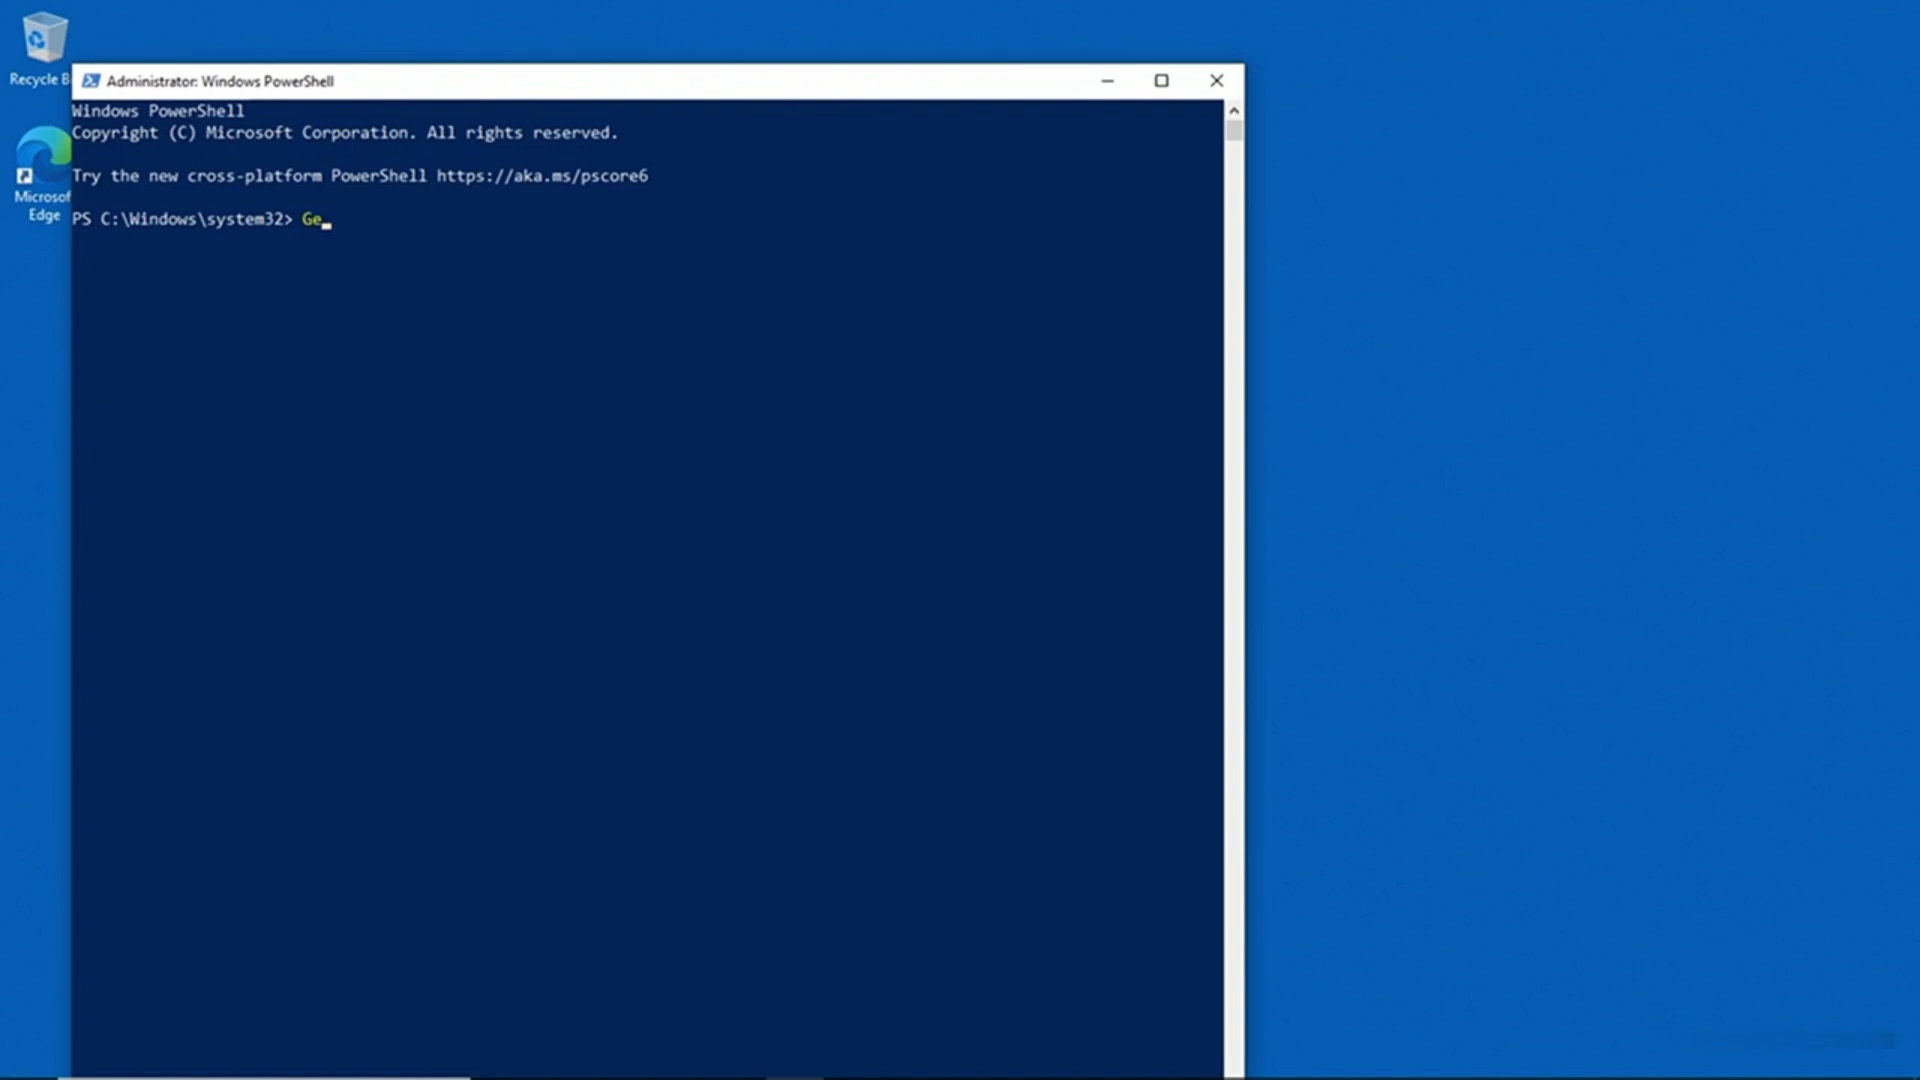 Recycle B
Administrator: Windows PowerShell
Windows PowerShell
Copyright (C) Microsoft Corporation. All rights reserved.
Try the new cross-platform PowerShell https://aka.ms/pscore6
Microsof
Edge
PS C:\Windows\system32> Ge